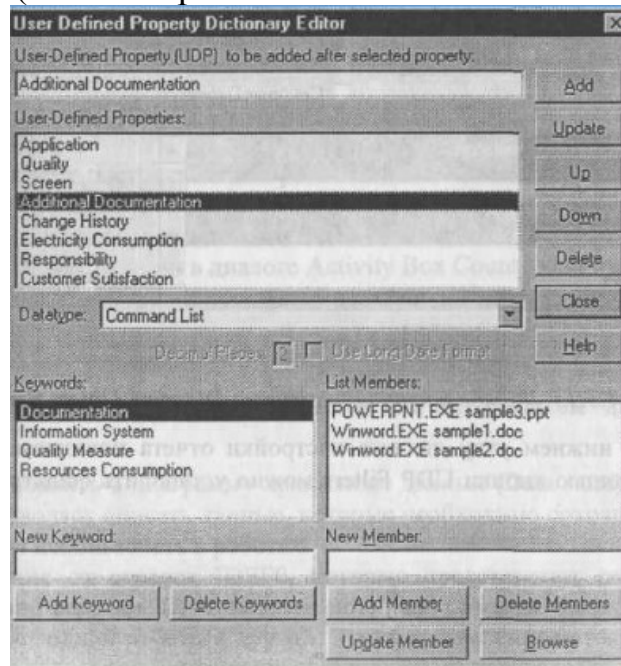 User Defined Property Dictionary Editor
User-Defined Property (UDP) to be added after selected property:
Additional Documentation
Add
User-Defined Properties:
Update
Application
Quality
Screen
Up
Additional Documentation
Change History
Down
Electricity Consumption
Responsibility
Delete
Customer Sutisfaction
Datatype: Command List
Close
Decimal Places: 2 Use Long Date Format
Help
Keywords:
List Members:
Documentation
POWERPNT.EXE sample3.ppt
Information System
Winword.EXE sample1.doc
Quality Measure
Winword.EXE sample2.doc
Resources Consumption
New Keyword:
New Member:
Add Keyword
Delete Keywords
Add Member
Delete Members
Update Member
Browse